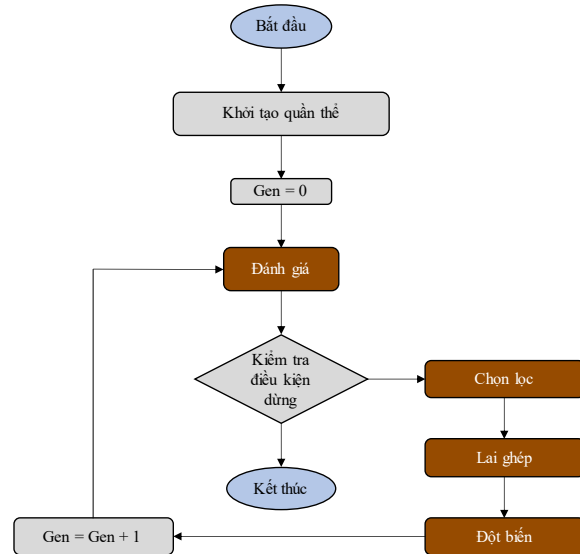 Bắt đầu
Khởi tạo quần thể
Gen = 0
Đánh giá
Kiểm tra
điều kiện
dừng
Chọn lọc
Lai ghép
Kết thúc
Gen = Gen + 1
Đột biến